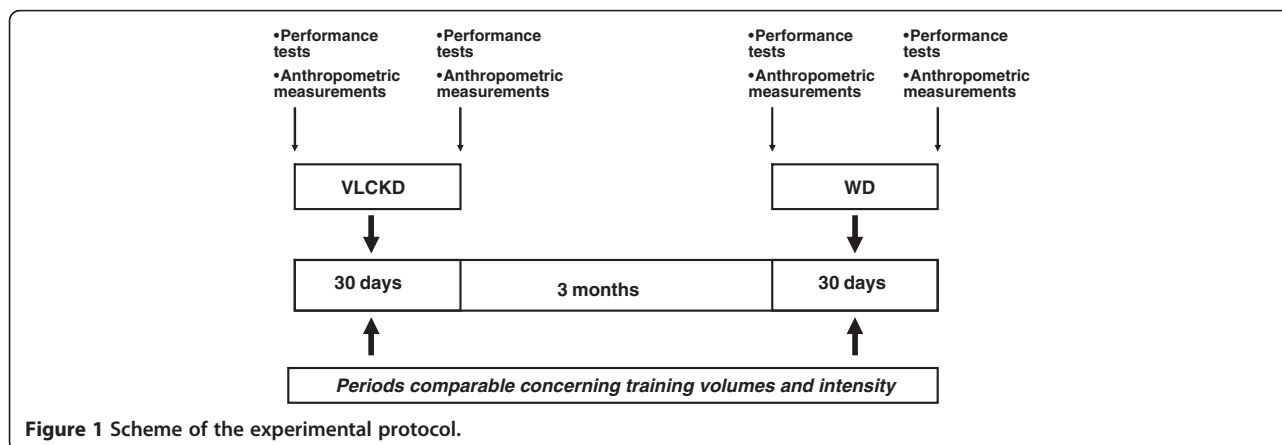 •Performance
tests
•Anthropometric
measurements
•Performance
tests
•Anthropometric
measurements
•Performance
tests
•Anthropometric
measurements
•Performance
tests
•Anthropometric
measurements
VLCKD
WD
30 days
3 months
30 days
Periods comparable concerning training volumes and intensity
Figure 1 Scheme of the experimental protocol.